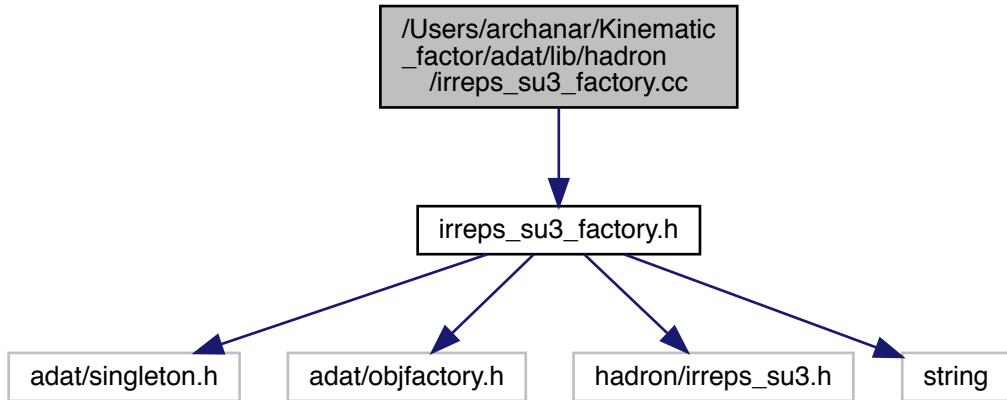 /Users/archanar/Kinematic
_factor/adat/lib/hadron
/irreps_su3_factory.cc
irreps_su3_factory.h
adat/singleton.h
adat/objfactory.h
hadron/irreps_su3.h
string